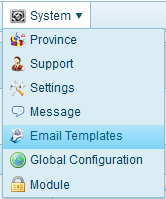 System
Province
Support
Settings
Message
Email Templates
Global Configuration
Module